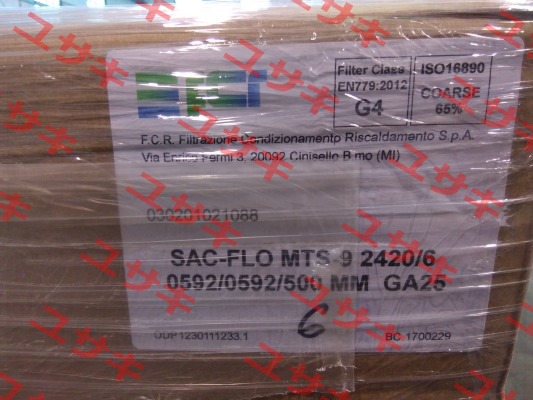 Filter Class
EN779:2012
G4
ISO16890
COARSE
65%
F.C.R. Filtrazione Condizionamento Riscaldamento S.p.A.
Via Enrico Fermi 3, 20092 Cinisello B.mo (MI)
030201021088
SAC-FLO MTS-9 2420/6
0592/0592/500 MM GA25
6
ODP1230111233.1
BC.1700229
ユサキ